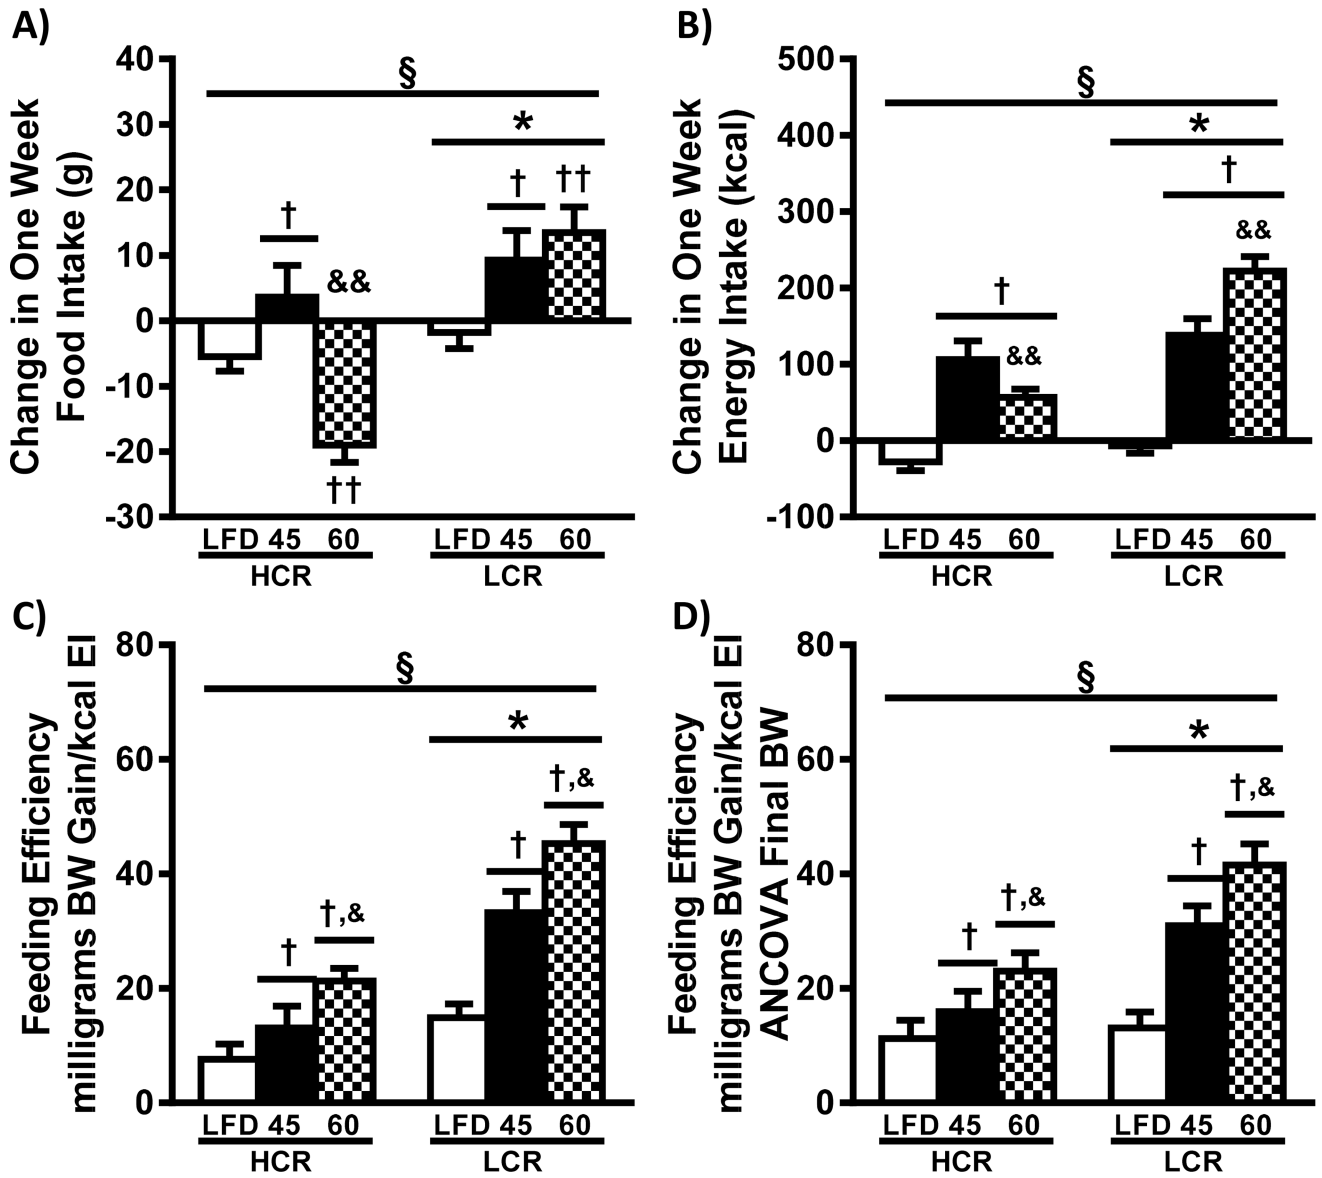 A)
Change in One Week
Food Intake (g)
40
30
20
10
0
-10
-20
-30
§
*
†
&&
††
†
††
LFD 45 60
LFD 45 60
HCR
LCR
B)
Change in One Week
Energy Intake (kcal)
500
400
300
200
100
0
-100
§
*
†
&&
†
&&
LFD 45 60
LFD 45 60
HCR
LCR
C)
Feeding Efficiency
milligrams BW Gain/kcal EI
80
60
40
20
0
§
*
†
†,&
†
†,&
LFD 45 60
LFD 45 60
HCR
LCR
D)
Feeding Efficiency
milligrams BW Gain/kcal EI
ANCOVA Final BW
80
60
40
20
0
§
*
†
†,&
†
†,&
LFD 45 60
LFD 45 60
HCR
LCR